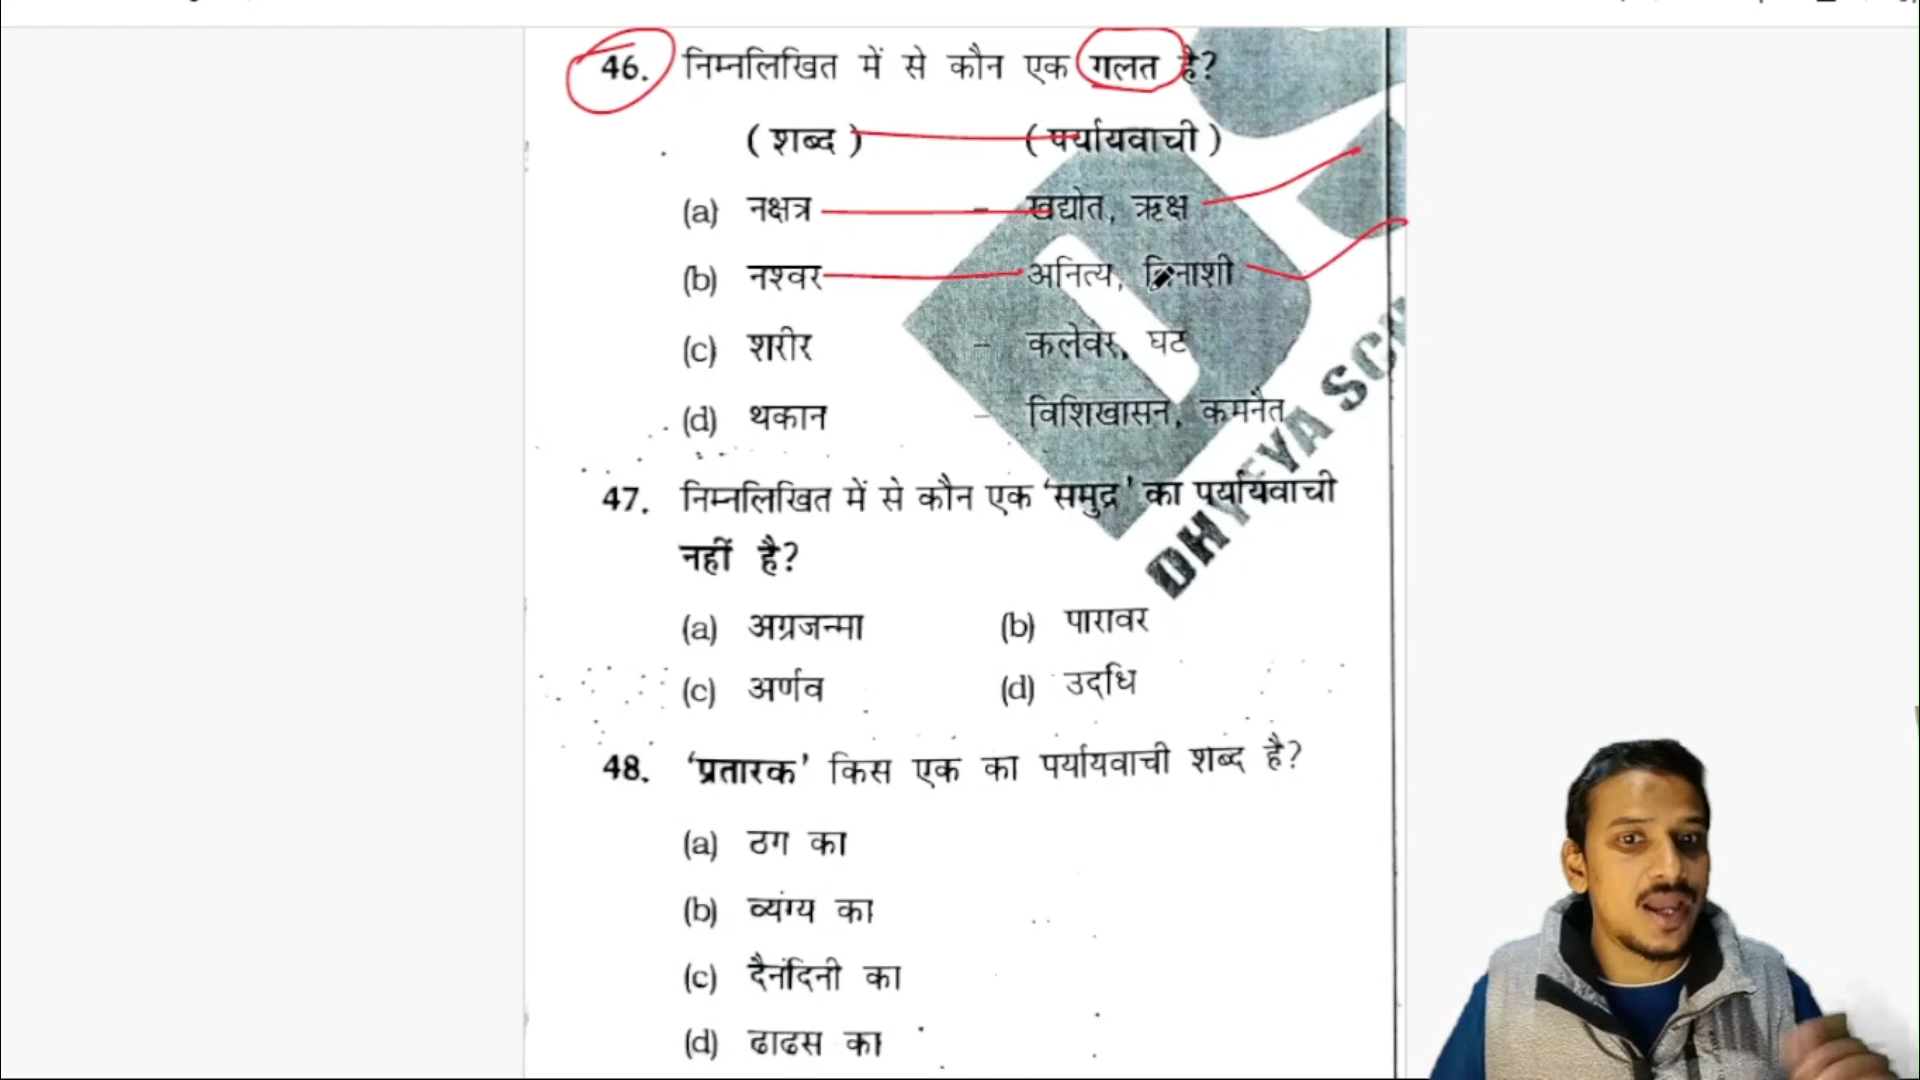 46. निम्नलिखित में से कौन एक गलत है?
( शब्द ) ( पर्यायवाची )
(a) नक्षत्र - खद्योत, ऋक्ष
(b) नश्वर अनित्य, विनाशी
(c) शरीर - कलेवर, घट
(d) थकान - विशिखासन, कमनैत
47. निम्नलिखित में से कौन एक ‘समुद्र’ का पर्यायवाची
नहीं है?
(a) अग्रजन्मा (b) पारावर
(c) अर्णव (d) उदधि
48. ‘प्रतारक’ किस एक का पर्यायवाची शब्द है?
(a) ठग का
(b) व्यंग्य का
(c) दैनंदिनी का
(d) ढाढस का
DHYEYA